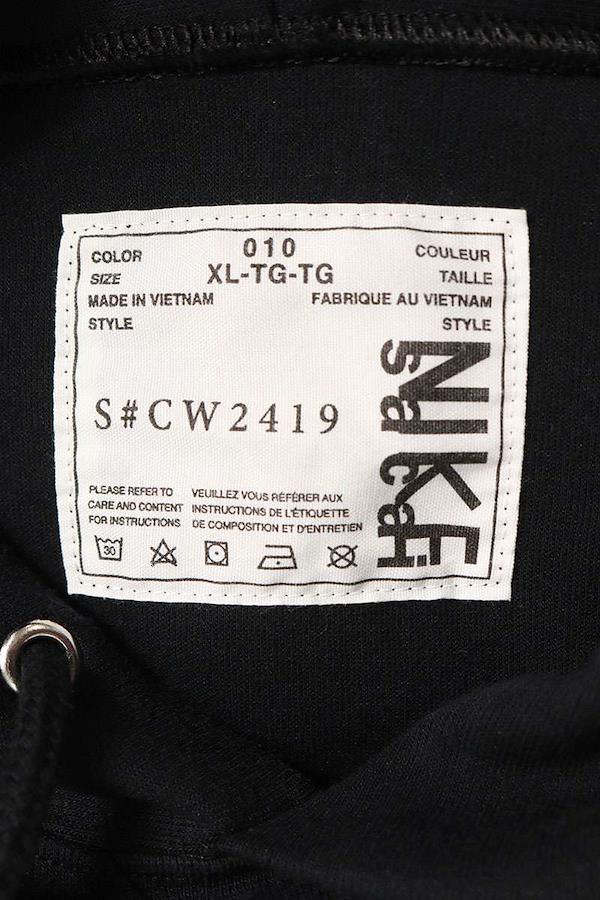 COLOR 010 COULEUR
SIZE XL-TG-TG TAILLE
MADE IN VIETNAM FABRIQUE AU VIETNAM
STYLE STYLE
S#CW2419
NIKE
sacai
PLEASE REFER TO
CARE AND CONTENT
FOR INSTRUCTIONS
VEUILLEZ VOUS RÉFÉRER AUX
INSTRUCTIONS DE L'ÉTIQUETTE
DE COMPOSITION ET D'ENTRETIEN
30